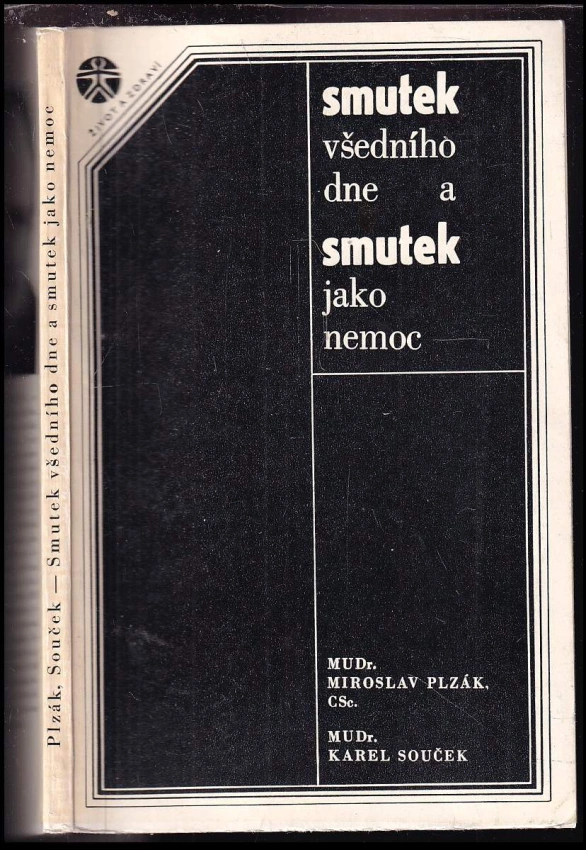 ŽIVOT A ZDRAVÍ
smutek
všedního
dne a
smutek
jako
nemoc
MUDr.
MIROSLAV PLZÁK,
CSc.
MUDr.
KAREL SOUČEK
Plzák, Souček — Smutek všedního dne a smutek jako nemoc